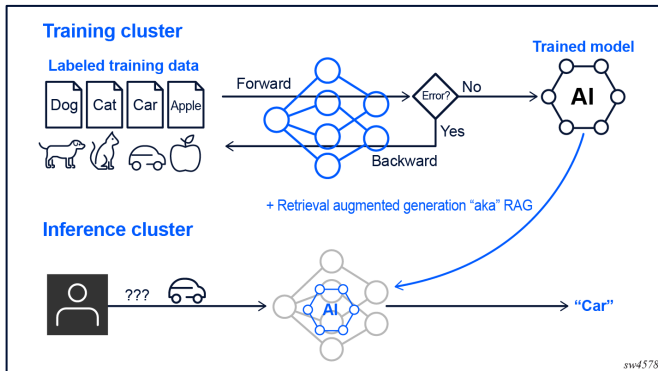 Training cluster
Labeled training data
Dog Cat Car Apple
Forward
Error?
No
Yes
Backward
Trained model
AI
+ Retrieval augmented generation “aka” RAG
Inference cluster
???
AI
“Car”
sw4578